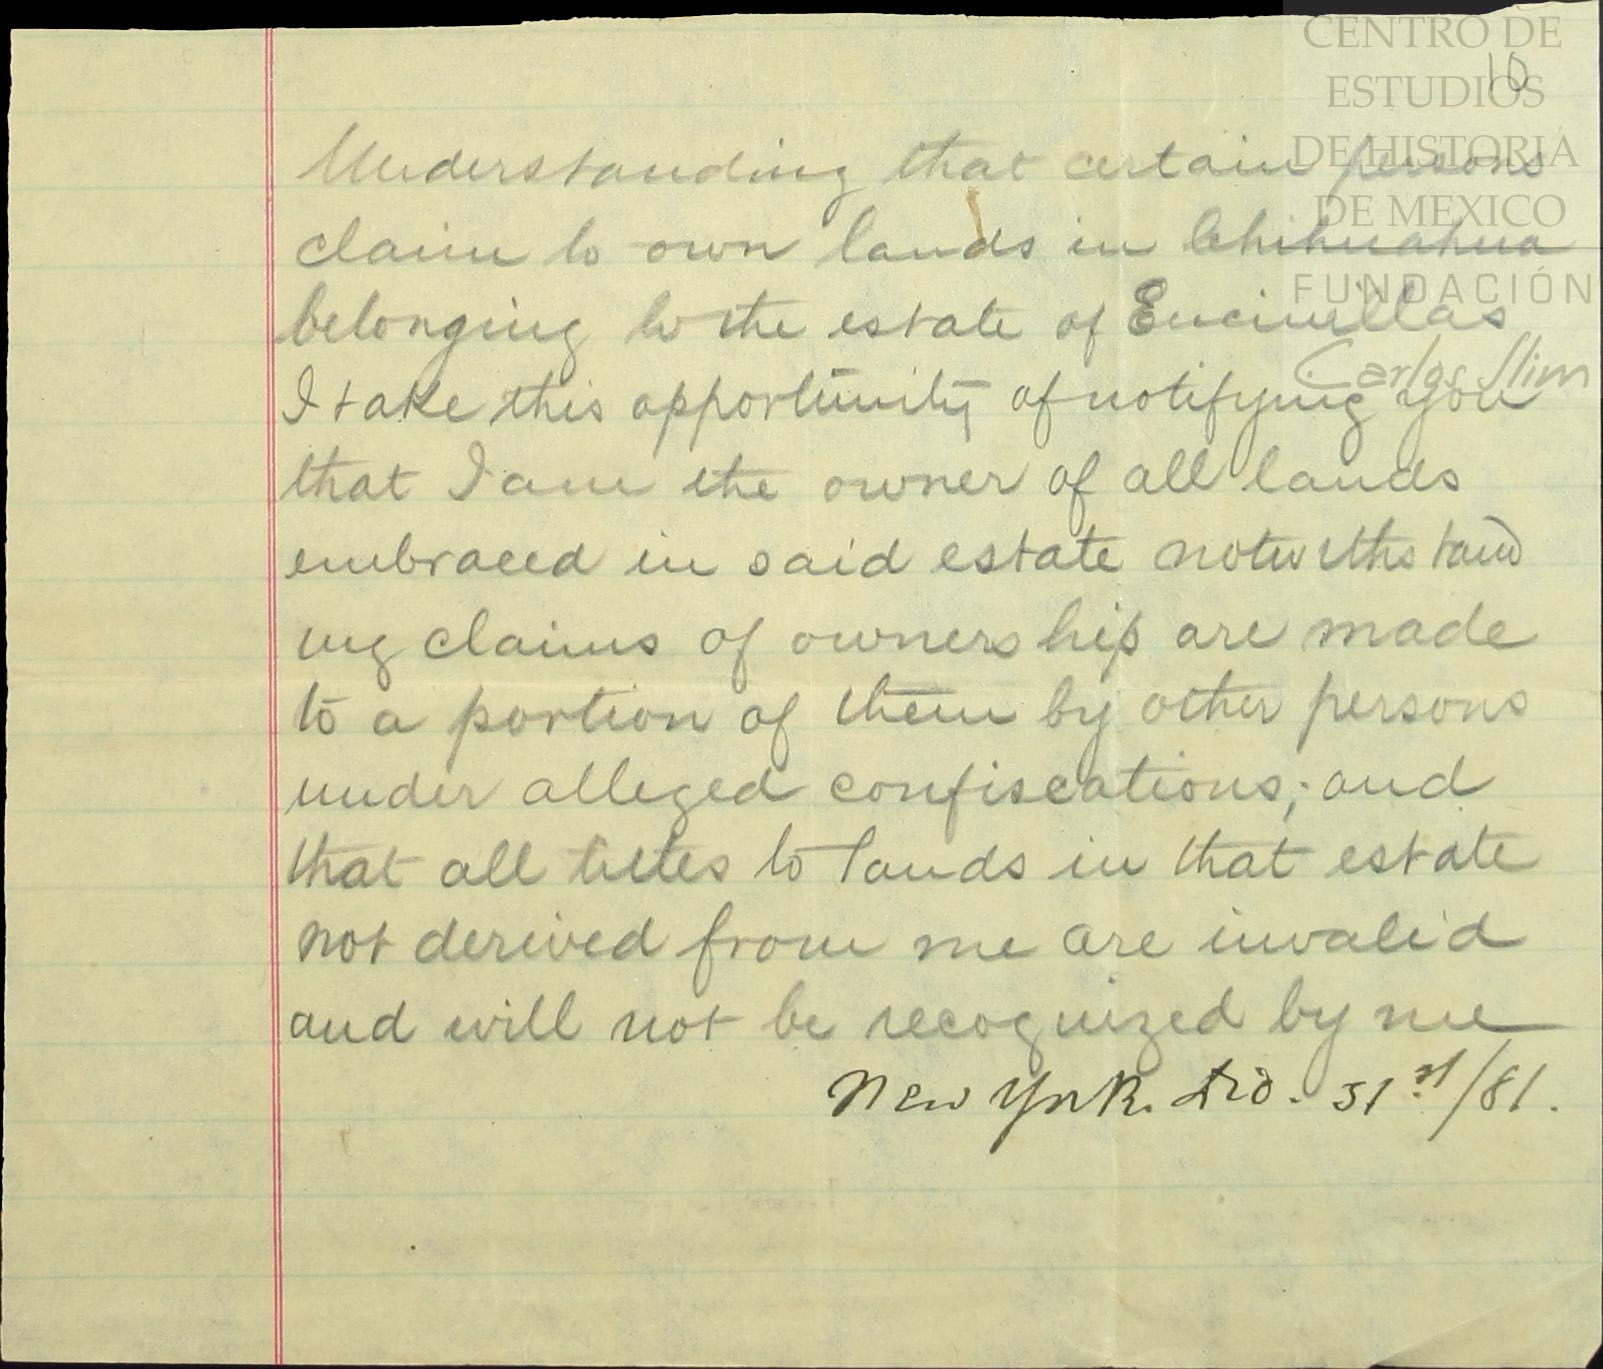 CENTRO DE
ESTUDIOS
DE HISTORIA
DE MEXICO
FUNDACIÓN
Carlos Slim
10
Understanding that certain persons
claim to own lands in Chihuahua
belonging to the estate of Encinillas
I take this opportunity of notifying you
that I am the owner of all lands
embraced in said estate notwithstand
ing claims of ownership are made
to a portion of them by other persons
under alleged confiscations; and
that all titles to lands in that estate
not derived from me are invalid
and will not be recognized by me
New York. 31st/81.